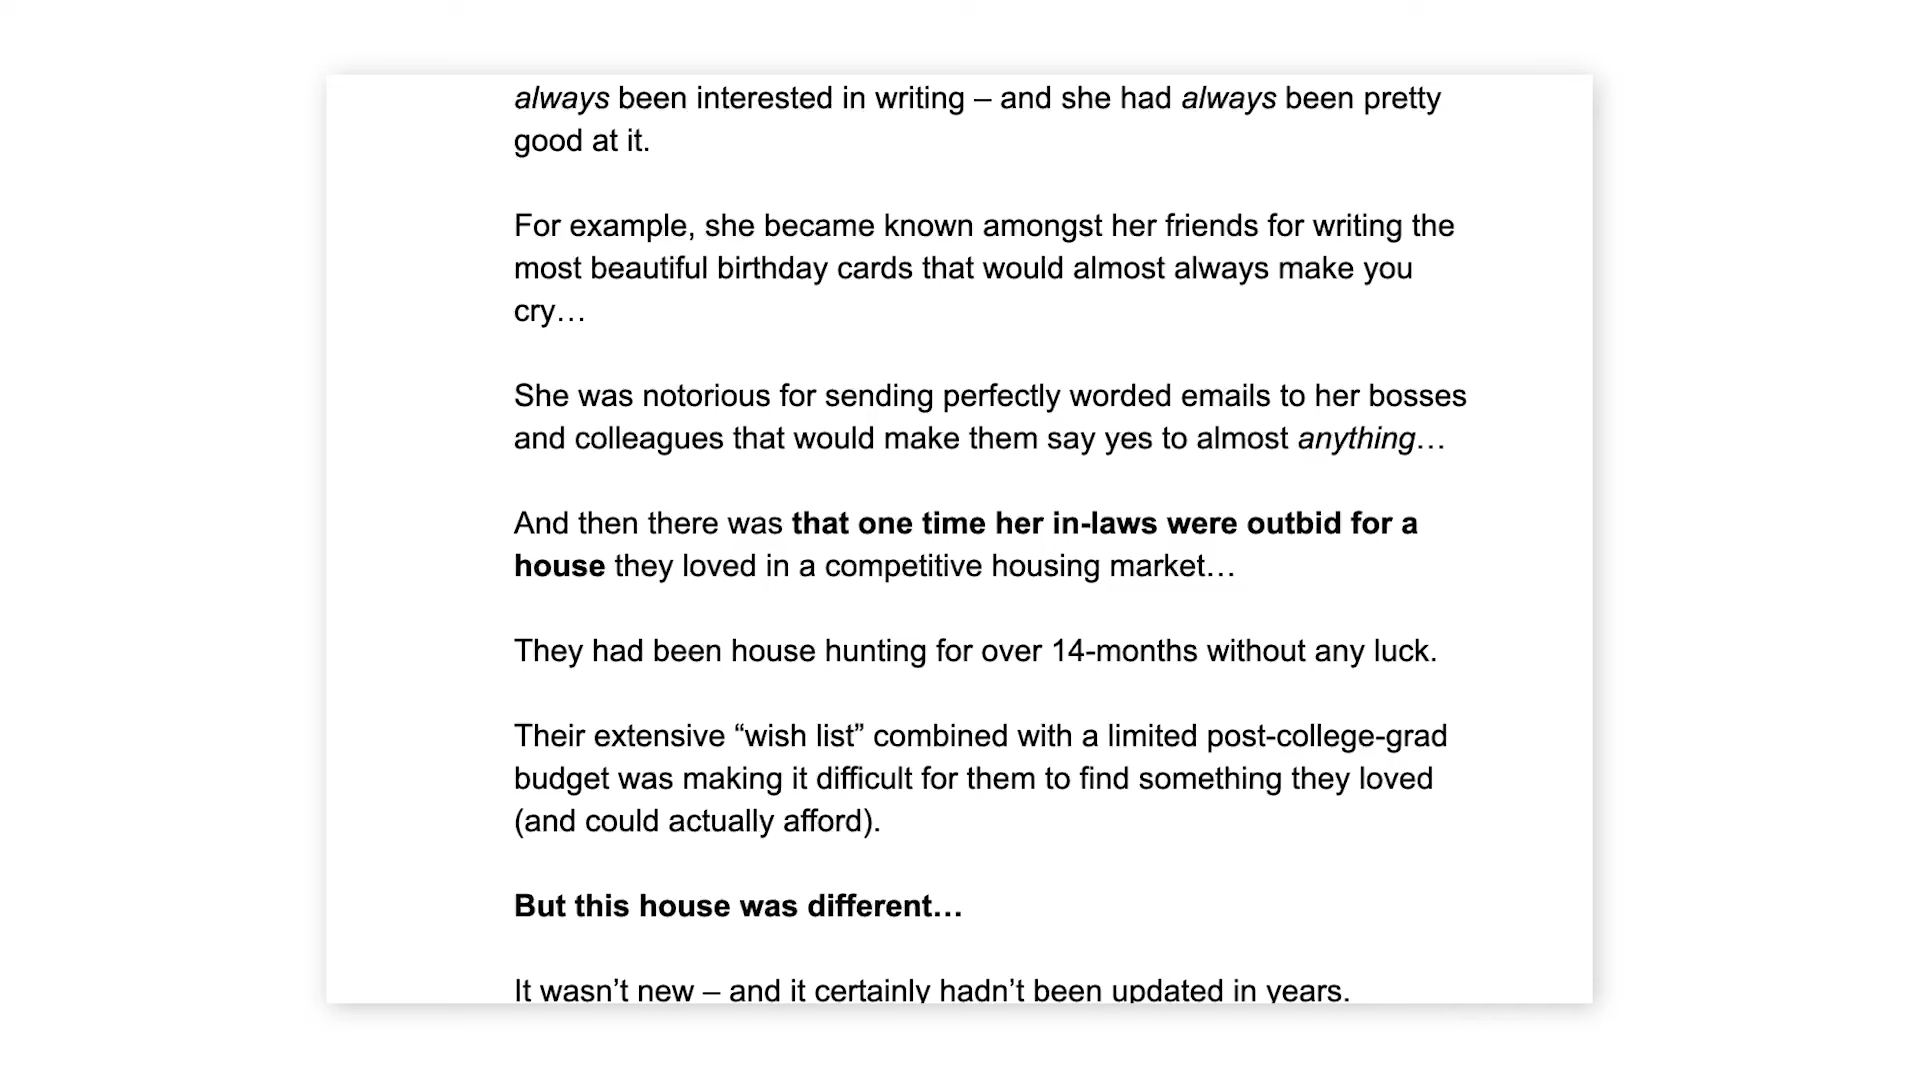 always been interested in writing – and she had always been pretty
good at it.
For example, she became known amongst her friends for writing the
most beautiful birthday cards that would almost always make you
cry…
She was notorious for sending perfectly worded emails to her bosses
and colleagues that would make them say yes to almost anything…
And then there was that one time her in-laws were outbid for a
house they loved in a competitive housing market…
They had been house hunting for over 14-months without any luck.
Their extensive “wish list” combined with a limited post-college-grad
budget was making it difficult for them to find something they loved
(and could actually afford).
But this house was different…
It wasn’t new – and it certainly hadn’t been updated in years.